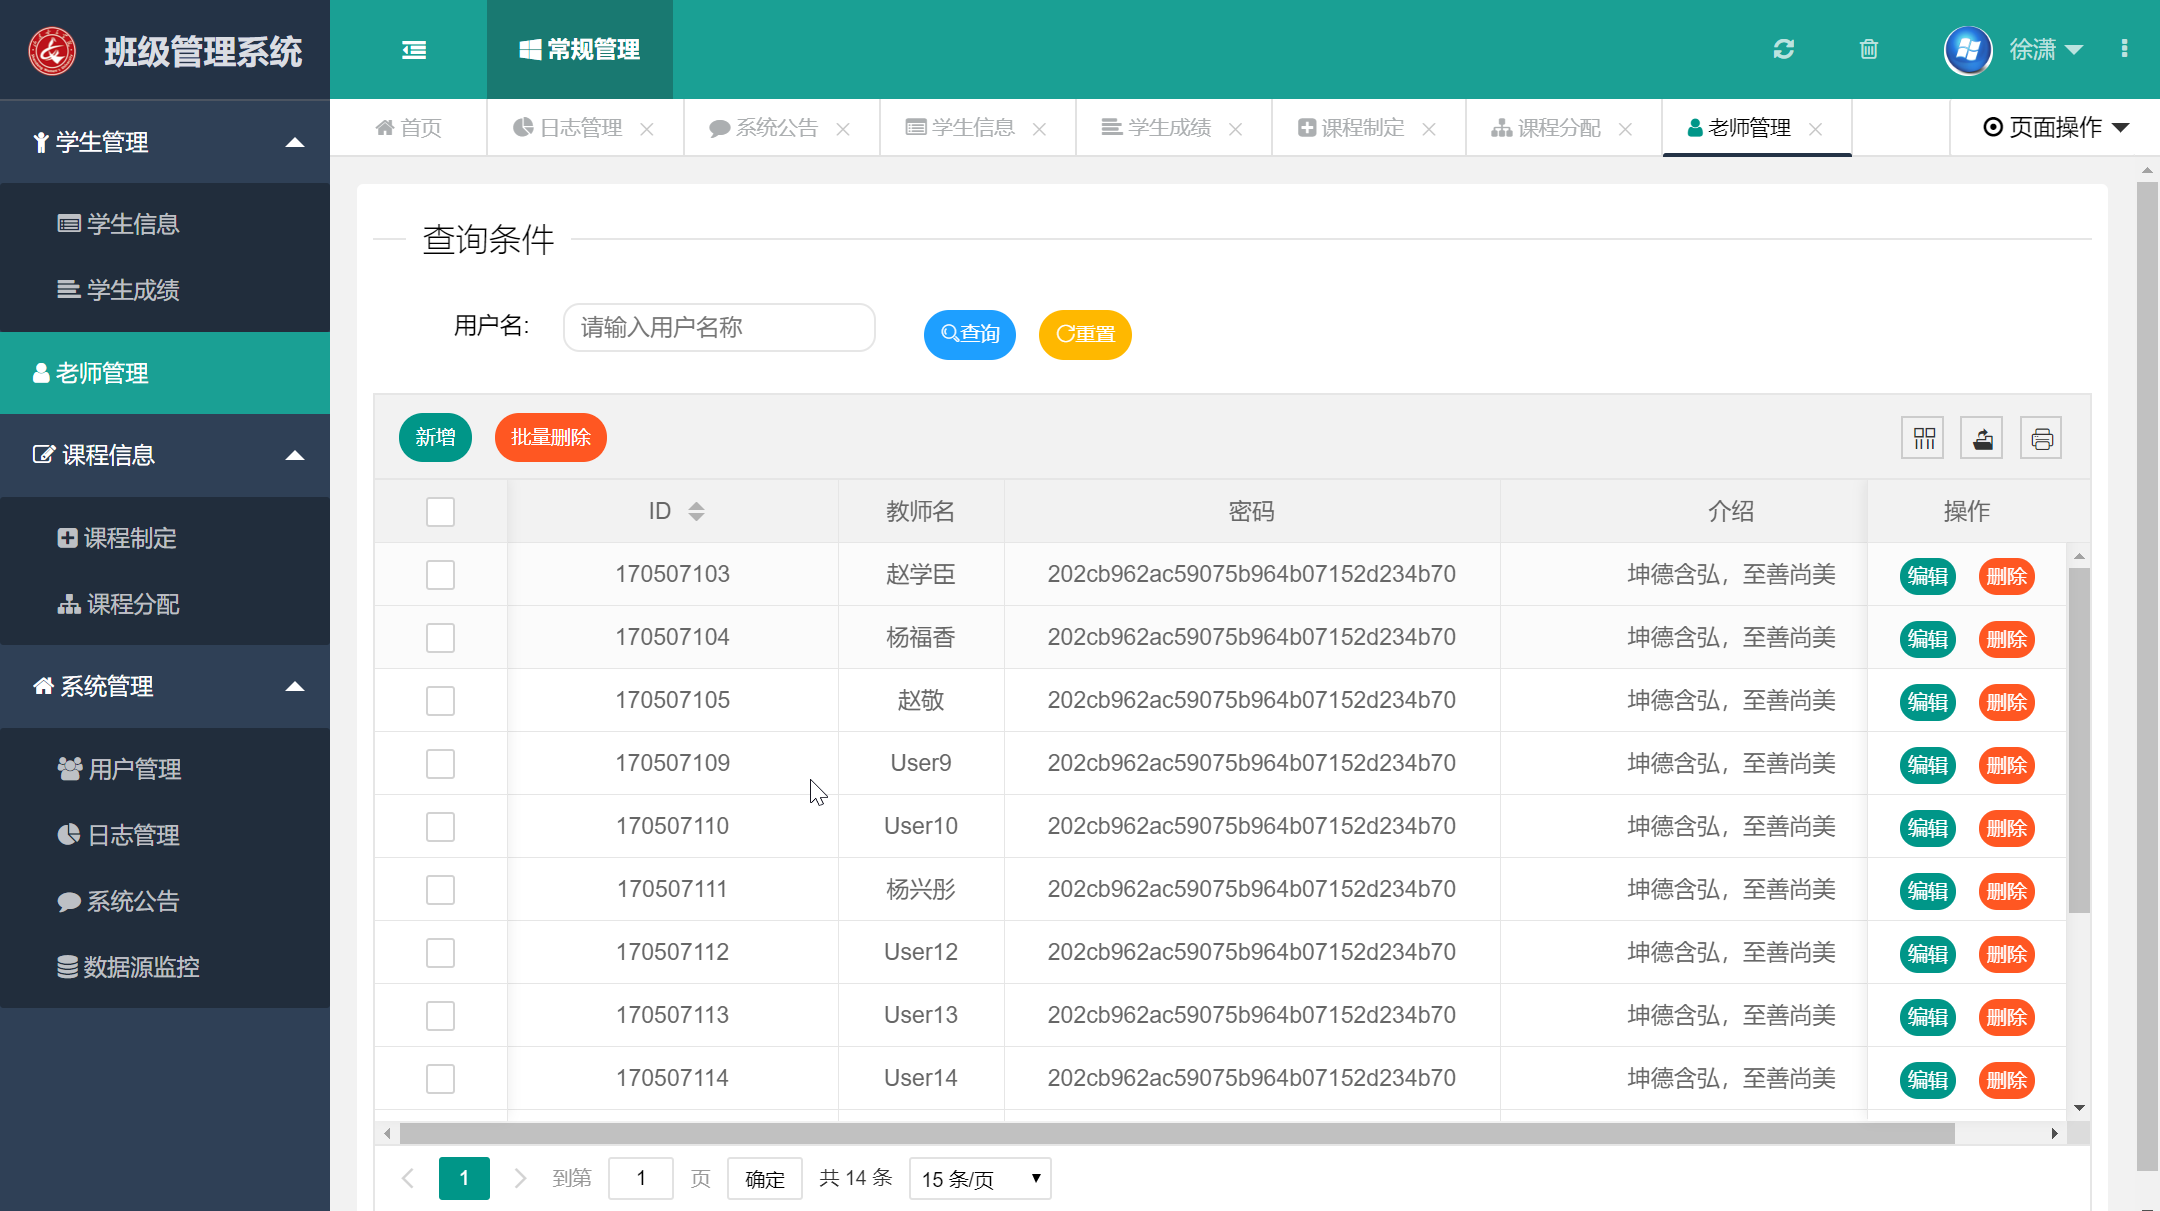 班级管理系统
常规管理
徐潇
首页
日志管理
系统公告
学生信息
学生成绩
课程制定
课程分配
老师管理
页面操作
学生管理
学生信息
学生成绩
老师管理
课程信息
课程制定
课程分配
系统管理
用户管理
日志管理
系统公告
数据源监控
查询条件
用户名: 请输入用户名称 查询 重置
新增 批量删除
ID 教师名 密码 介绍 操作
170507103 赵学臣 202cb962ac59075b964b07152d234b70 坤德含弘，至善尚美 编辑 删除
170507104 杨福香 202cb962ac59075b964b07152d234b70 坤德含弘，至善尚美 编辑 删除
170507105 赵敬 202cb962ac59075b964b07152d234b70 坤德含弘，至善尚美 编辑 删除
170507109 User9 202cb962ac59075b964b07152d234b70 坤德含弘，至善尚美 编辑 删除
170507110 User10 202cb962ac59075b964b07152d234b70 坤德含弘，至善尚美 编辑 删除
170507111 杨兴彤 202cb962ac59075b964b07152d234b70 坤德含弘，至善尚美 编辑 删除
170507112 User12 202cb962ac59075b964b07152d234b70 坤德含弘，至善尚美 编辑 删除
170507113 User13 202cb962ac59075b964b07152d234b70 坤德含弘，至善尚美 编辑 删除
170507114 User14 202cb962ac59075b964b07152d234b70 坤德含弘，至善尚美 编辑 删除
1 到第 1 页 确定 共 14 条 15 条/页